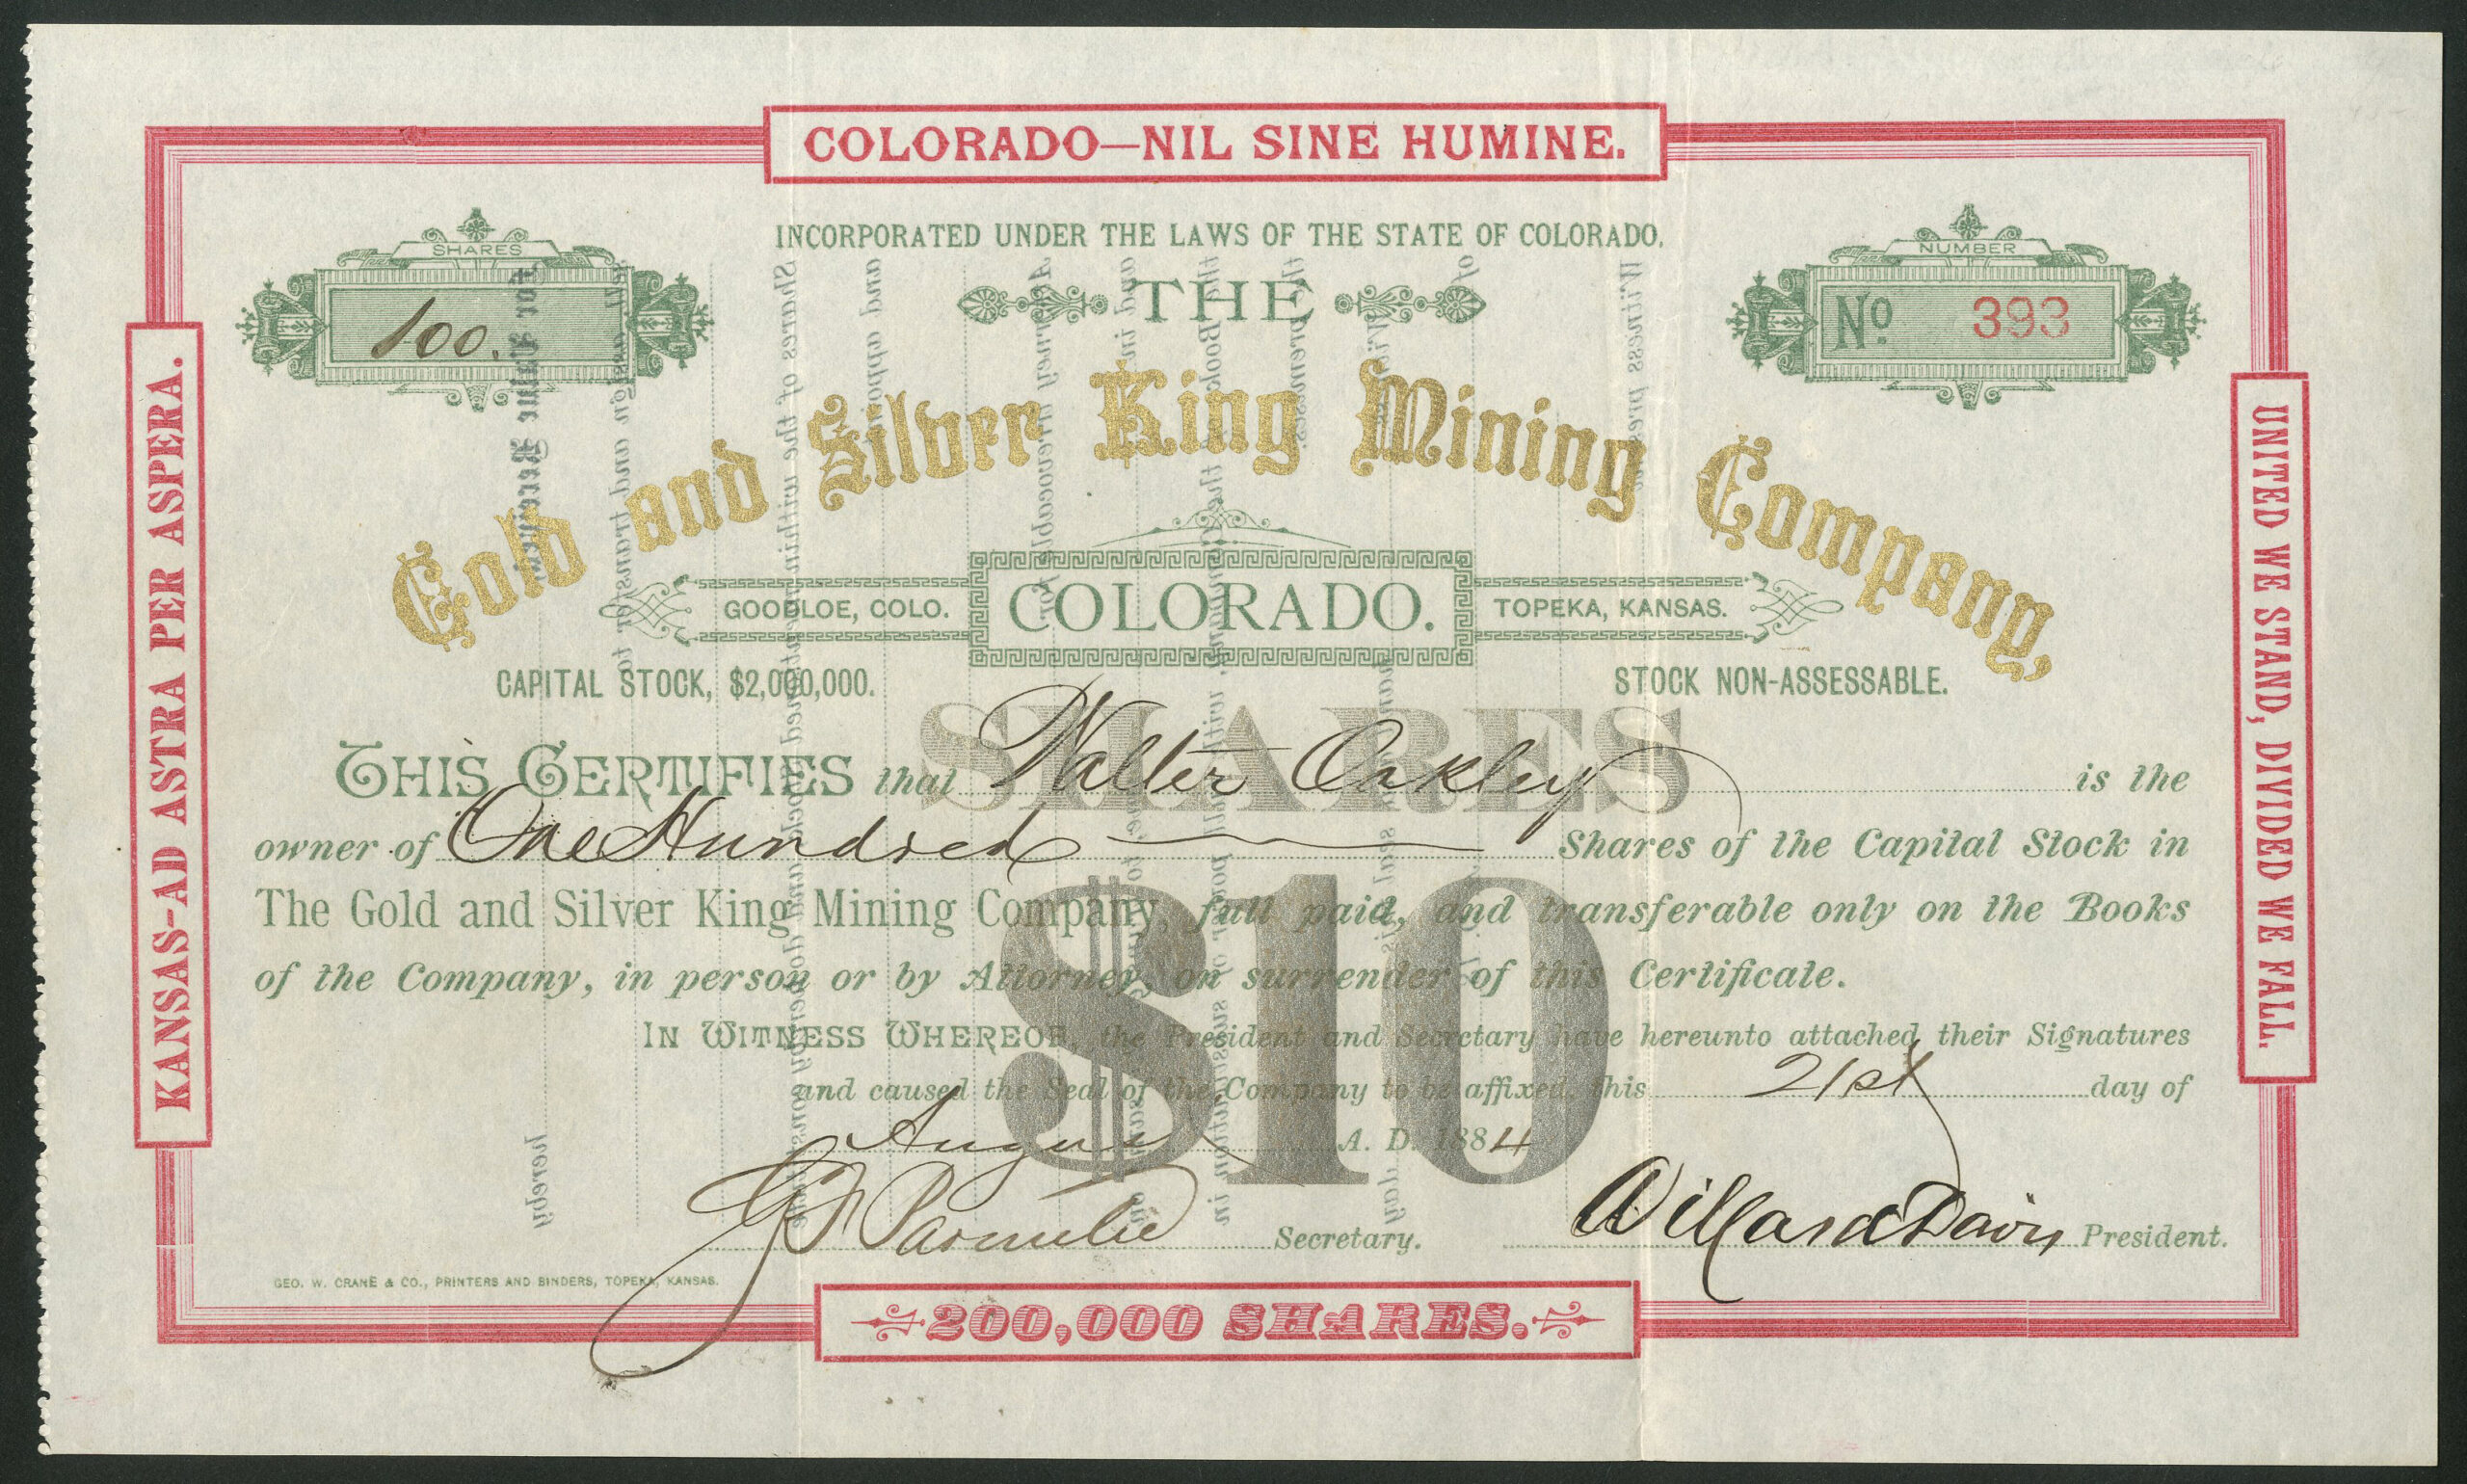 COLORADO—NIL SINE HUMINE.
INCORPORATED UNDER THE LAWS OF THE STATE OF COLORADO.
SHARES
100.
NUMBER
No. 393
THE
Gold and Silver King Mining Company,
GOODLOE, COLO.
COLORADO.
TOPEKA, KANSAS.
CAPITAL STOCK, $2,000,000.
STOCK NON-ASSESSABLE.
SHARES
THIS CERTIFIES that Walter Oakley is the
owner of One Hundred Shares of the Capital Stock in
The Gold and Silver King Mining Company, full paid, and transferable only on the Books
of the Company, in person or by Attorney, on surrender of this Certificate.
$10
IN WITNESS WHEREOF, the President and Secretary have hereunto attached their Signatures
and caused the Seal of the Company to be affixed, this 21st day of
August A. D. 1884
G F Parmelee Secretary.
Willard Davis President.
GEO. W. CRANE & CO., PRINTERS AND BINDERS, TOPEKA, KANSAS.
200,000 SHARES.
KANSAS-AD ASTRA PER ASPERA.
UNITED WE STAND, DIVIDED WE FALL.